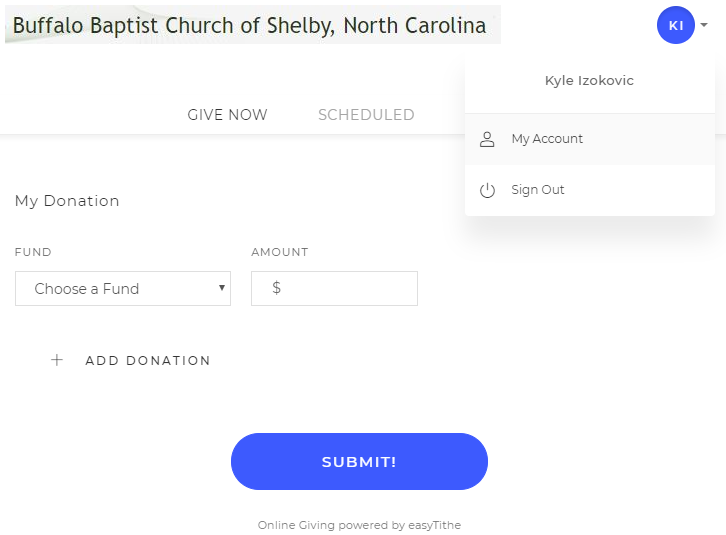 Buffalo Baptist Church of Shelby, North Carolina
KI
Kyle Izokovic
GIVE NOW
SCHEDULED
My Account
Sign Out
My Donation
FUND
AMOUNT
Choose a Fund
$
+ ADD DONATION
SUBMIT!
Online Giving powered by easyTithe